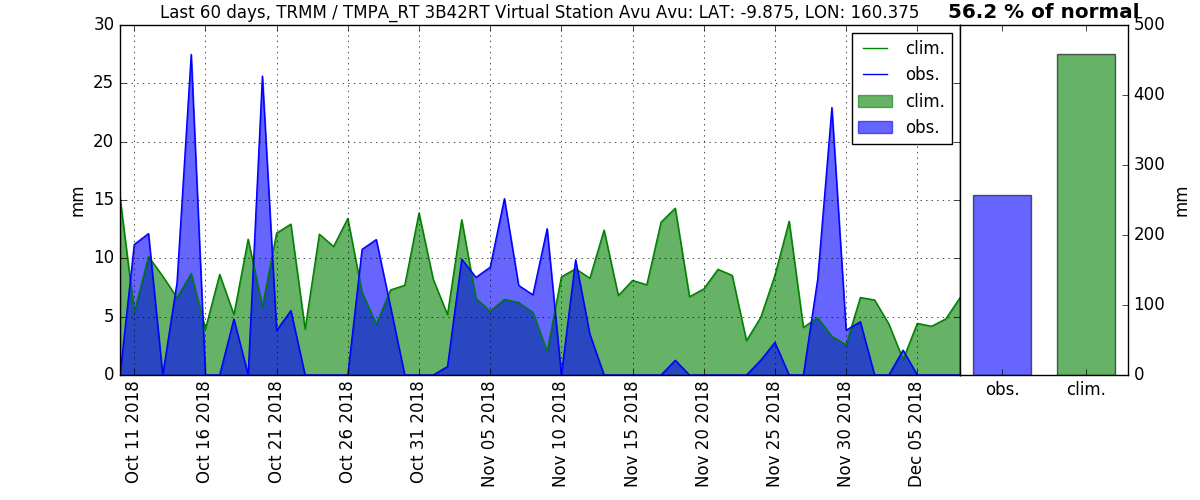 Last 60 days, TRMM / TMPA_RT 3B42RT Virtual Station Avu Avu: LAT: -9.875, LON: 160.375
56.2 % of normal
30
25
20
15
10
5
0
mm
clim.
obs.
clim.
obs.
Oct 11 2018
Oct 16 2018
Oct 21 2018
Oct 26 2018
Oct 31 2018
Nov 05 2018
Nov 10 2018
Nov 15 2018
Nov 20 2018
Nov 25 2018
Nov 30 2018
Dec 05 2018
obs.
clim.
500
400
300
200
100
0
mm